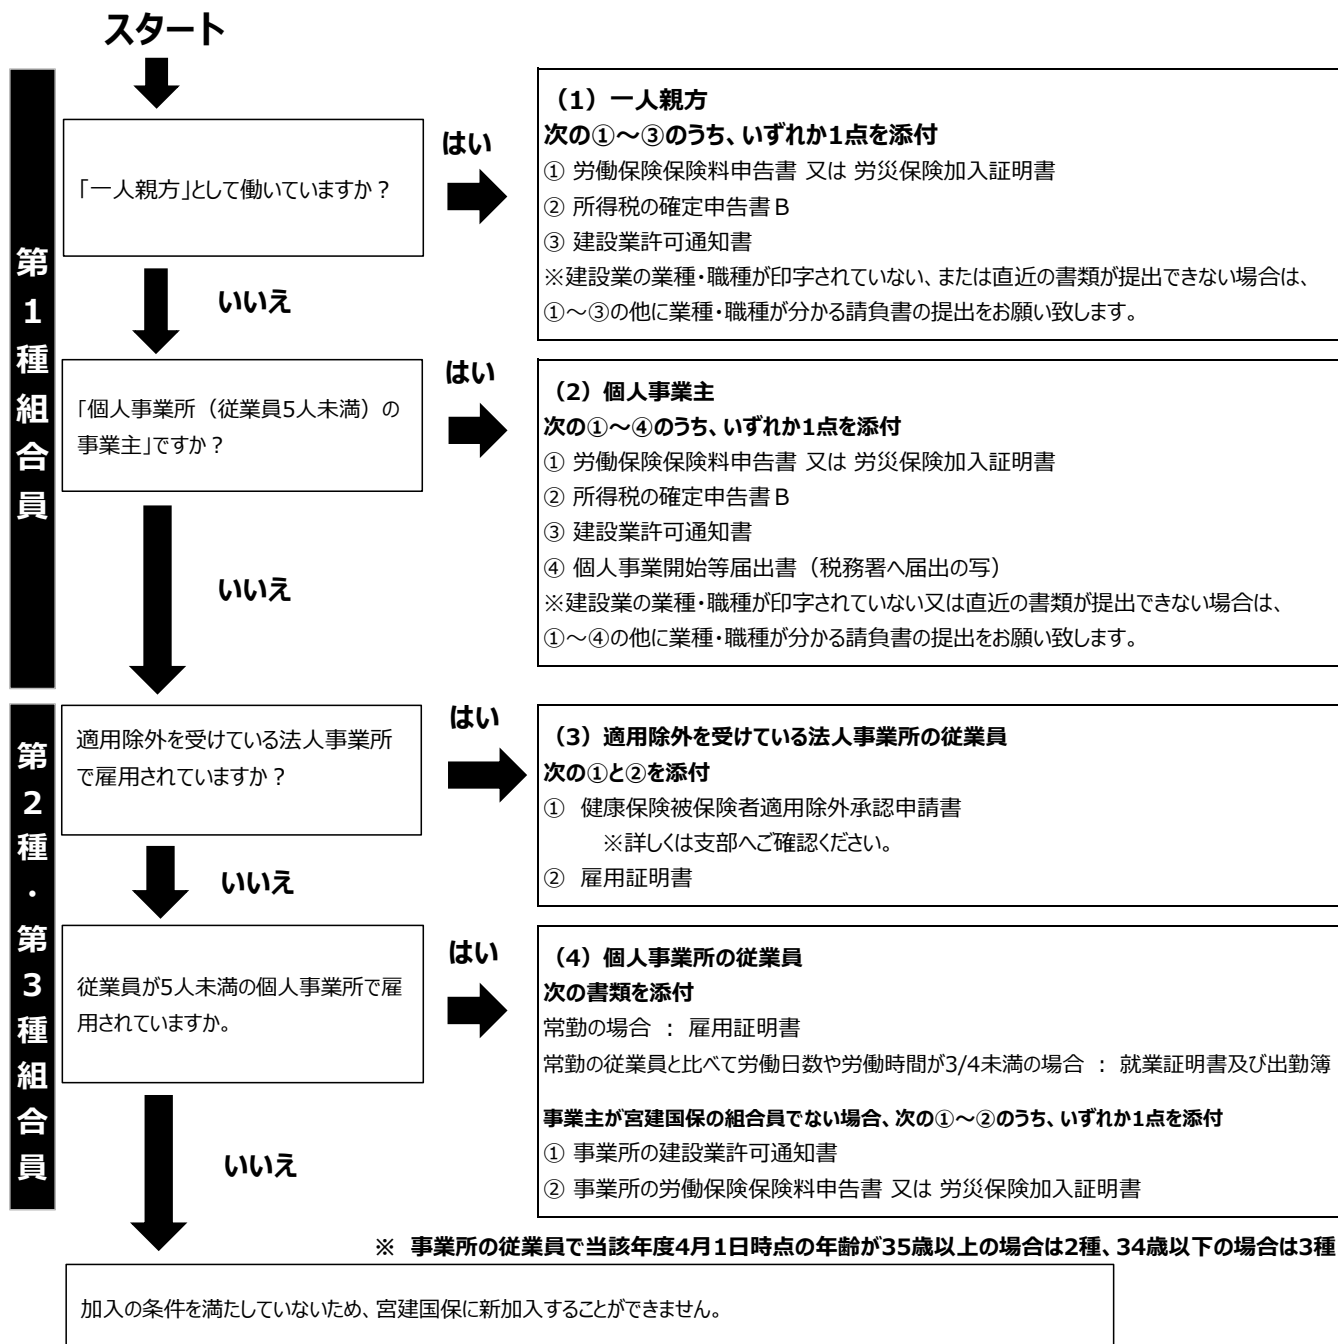 スタート
第1種組合員
「一人親方」として働いていますか？
はい
(1) 一人親方
次の①～③のうち、いずれか1点を添付
① 労働保険保険料申告書 又は 労災保険加入証明書
② 所得税の確定申告書Ｂ
③ 建設業許可通知書
※建設業の業種・職種が印字されていない、または直近の書類が提出できない場合は、
①～③の他に業種・職種が分かる請負書の提出をお願い致します。
いいえ
「個人事業所（従業員5人未満）の
事業主」ですか？
はい
(2) 個人事業主
次の①～④のうち、いずれか1点を添付
① 労働保険保険料申告書 又は 労災保険加入証明書
② 所得税の確定申告書Ｂ
③ 建設業許可通知書
④ 個人事業開始等届出書（税務署へ届出の写）
※建設業の業種・職種が印字されていない又は直近の書類が提出できない場合は、
①～④の他に業種・職種が分かる請負書の提出をお願い致します。
いいえ
第2種・第3種組合員
適用除外を受けている法人事業所
で雇用されていますか？
はい
(3) 適用除外を受けている法人事業所の従業員
次の①と②を添付
① 健康保険被保険者適用除外承認申請書
※詳しくは支部へご確認ください。
② 雇用証明書
いいえ
従業員が5人未満の個人事業所で雇
用されていますか。
はい
(4) 個人事業所の従業員
次の書類を添付
常勤の場合 ： 雇用証明書
常勤の従業員と比べて労働日数や労働時間が3/4未満の場合 ： 就業証明書及び出勤簿
事業主が宮建国保の組合員でない場合、次の①～②のうち、いずれか1点を添付
① 事業所の建設業許可通知書
② 事業所の労働保険保険料申告書 又は 労災保険加入証明書
いいえ
※ 事業所の従業員で当該年度4月1日時点の年齢が35歳以上の場合は2種、34歳以下の場合は3種
加入の条件を満たしていないため、宮建国保に新加入することができません。